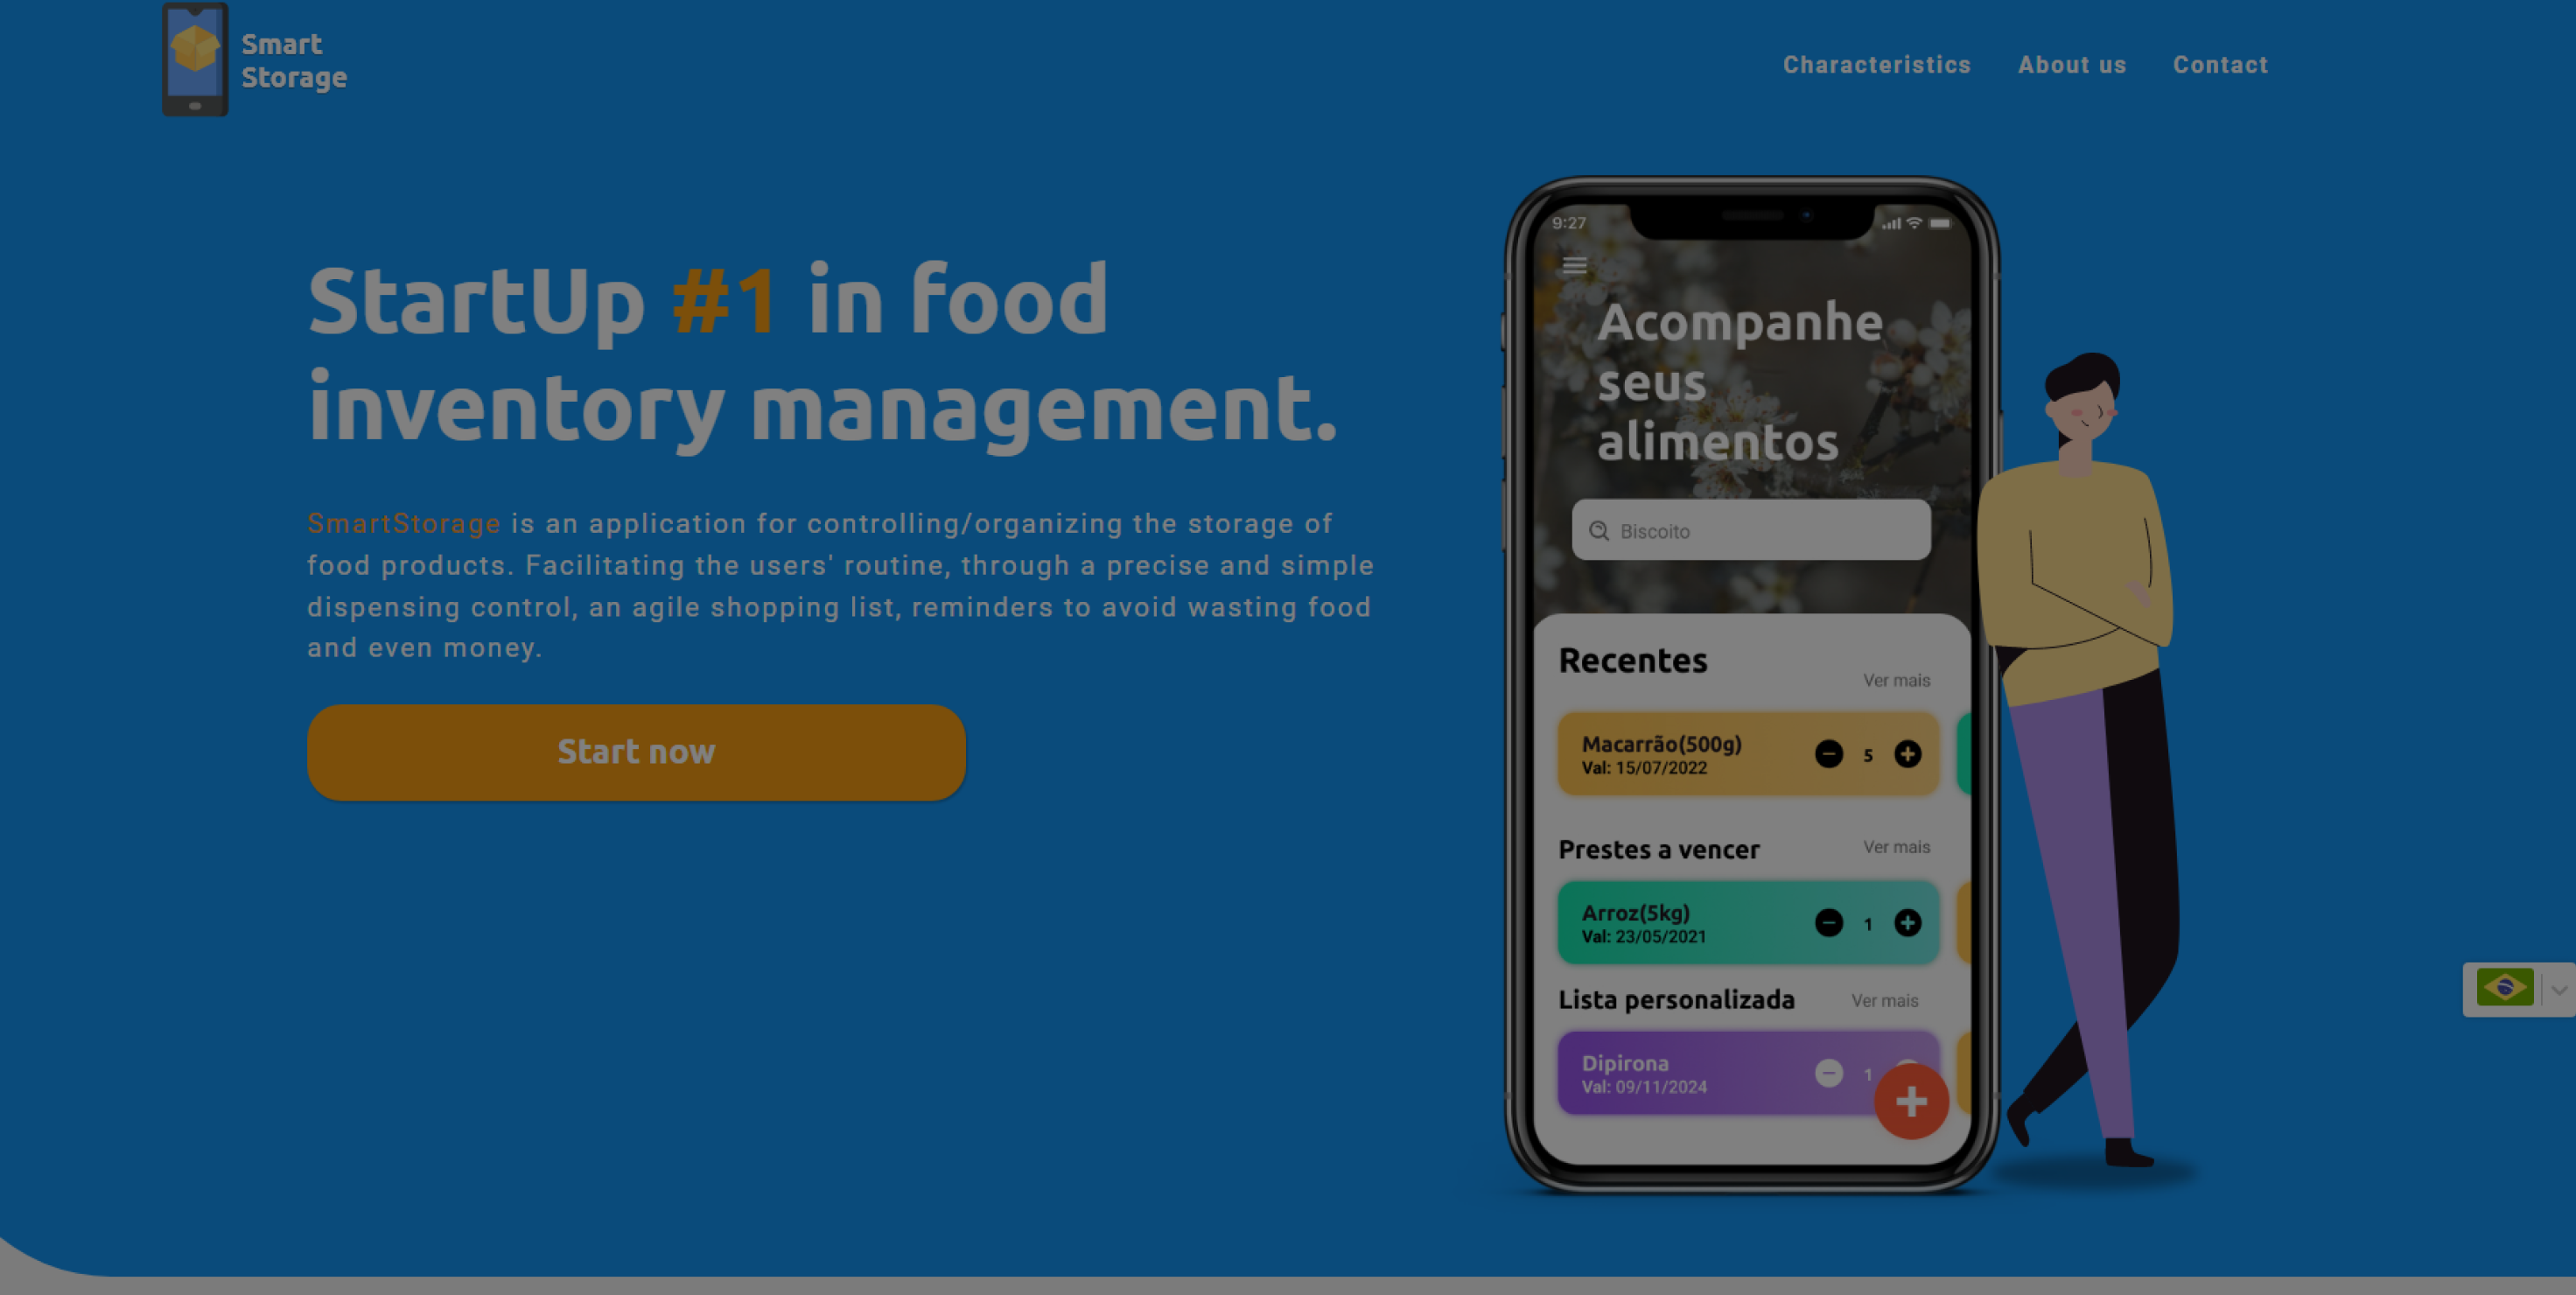 Smart
Storage
Characteristics About us Contact
StartUp #1 in food
inventory management.
SmartStorage is an application for controlling/organizing the storage of
food products. Facilitating the users' routine, through a precise and simple
dispensing control, an agile shopping list, reminders to avoid wasting food
and even money.
Start now
9:27
Acompanhe
seus
alimentos
Biscoito
Recentes
Ver mais
Macarrão(500g)
Val: 15/07/2022
5
Prestes a vencer
Ver mais
Arroz(5kg)
Val: 23/05/2021
1
Lista personalizada
Ver mais
Dipirona
Val: 09/11/2024
1